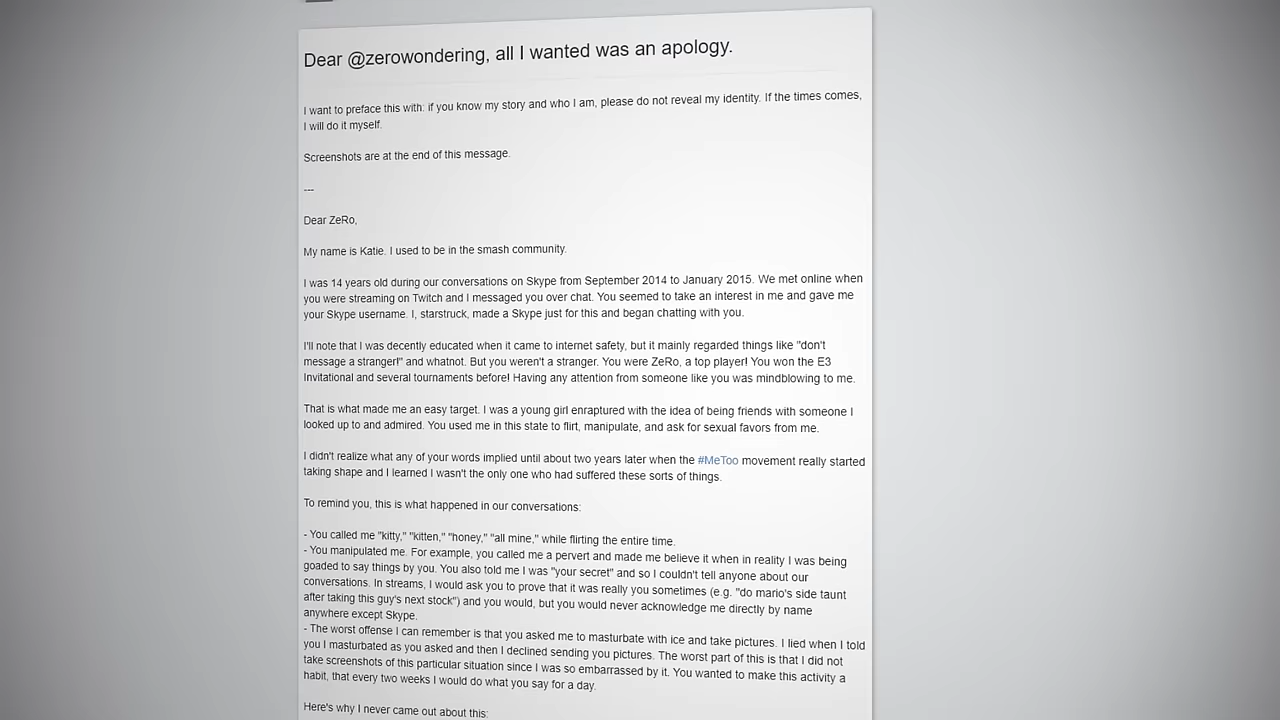 Dear @zerowondering, all I wanted was an apology.
I want to preface this with: if you know my story and who I am, please do not reveal my identity. If the times comes,
I will do it myself.
Screenshots are at the end of this message.
---
Dear ZeRo,
My name is Katie. I used to be in the smash community.
I was 14 years old during our conversations on Skype from September 2014 to January 2015. We met online when
you were streaming on Twitch and I messaged you over chat. You seemed to take an interest in me and gave me
your Skype username. I, starstruck, made a Skype just for this and began chatting with you.
I'll note that I was decently educated when it came to internet safety, but it mainly regarded things like "don't
message a stranger!" and whatnot. But you weren't a stranger. You were ZeRo, a top player! You won the E3
Invitational and several tournaments before! Having any attention from someone like you was mindblowing to me.
That is what made me an easy target. I was a young girl enraptured with the idea of being friends with someone I
looked up to and admired. You used me in this state to flirt, manipulate, and ask for sexual favors from me.
I didn't realize what any of your words implied until about two years later when the #MeToo movement really started
taking shape and I learned I wasn't the only one who had suffered these sorts of things.
To remind you, this is what happened in our conversations:
- You called me "kitty," "kitten," "honey," "all mine," while flirting the entire time.
- You manipulated me. For example, you called me a pervert and made me believe it when in reality I was being
goaded to say things by you. You also told me I was "your secret" and so I couldn't tell anyone about our
conversations. In streams, I would ask you to prove that it was really you sometimes (e.g. "do mario's side taunt
after taking this guy's next stock") and you would, but you would never acknowledge me directly by name
anywhere except Skype.
- The worst offense I can remember is that you asked me to masturbate with ice and take pictures. I lied when I told
you I masturbated as you asked and then I declined sending you pictures. The worst part of this is that I did not
take screenshots of this particular situation since I was so embarrassed by it. You wanted to make this activity a
habit, that every two weeks I would do what you say for a day.
Here's why I never came out about this: